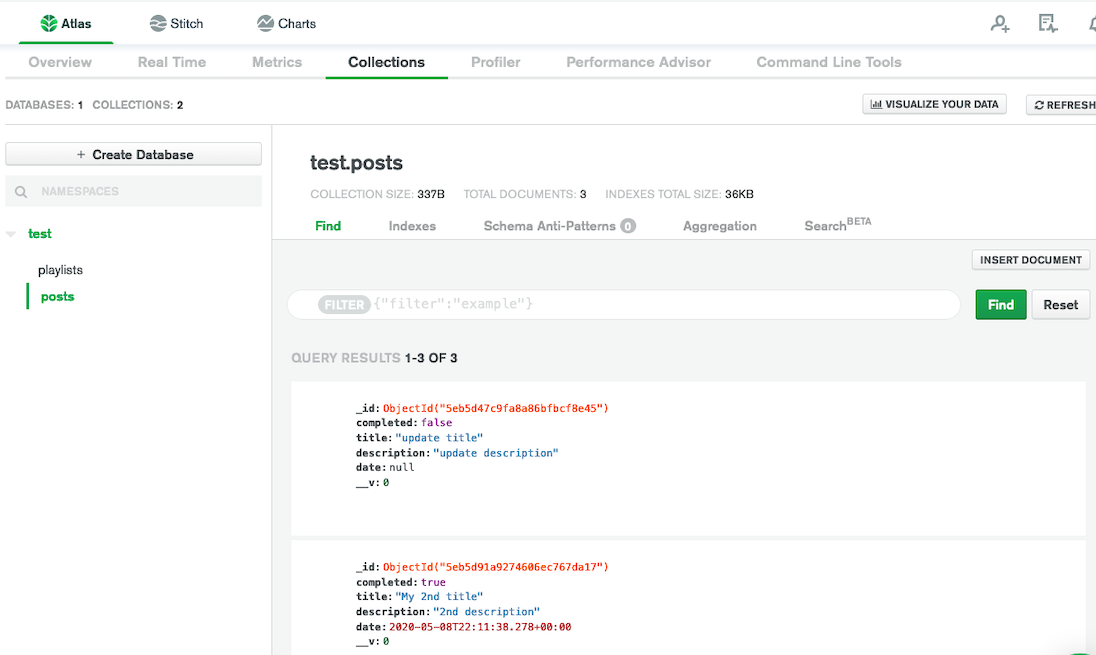 Atlas Stitch Charts
Overview Real Time Metrics Collections Profiler Performance Advisor Command Line Tools
DATABASES: 1 COLLECTIONS: 2
VISUALIZE YOUR DATA REFRESH
+ Create Database
NAMESPACES
test
playlists
posts
test.posts
COLLECTION SIZE: 337B TOTAL DOCUMENTS: 3 INDEXES TOTAL SIZE: 36KB
Find Indexes Schema Anti-Patterns 0 Aggregation Search BETA
INSERT DOCUMENT
FILTER {"filter":"example"}
Find Reset
QUERY RESULTS 1-3 OF 3
_id: ObjectId("5eb5d47c9fa8a86bfbcf8e45")
completed: false
title: "update title"
description: "update description"
date: null
__v: 0
_id: ObjectId("5eb5d91a9274606ec767da17")
completed: true
title: "My 2nd title"
description: "2nd description"
date: 2020-05-08T22:11:38.278+00:00
__v: 0